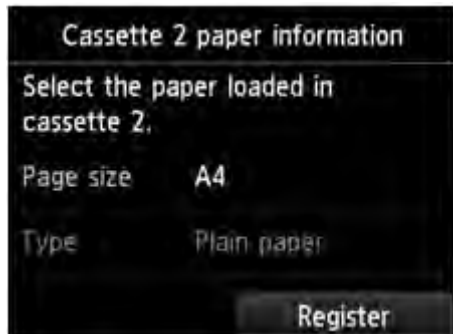 Cassette 2 paper information
Select the paper loaded in
cassette 2.
Page size A4
Type Plain paper
Register